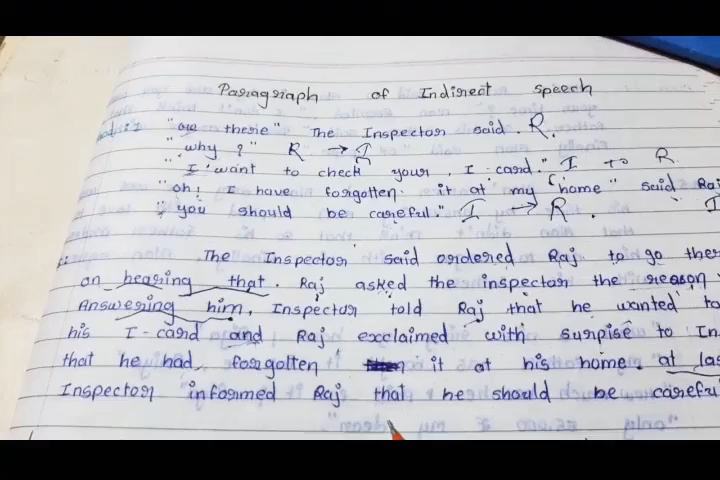 Paragraph of Indirect speech
"are there" The Inspector said R.
"why?" R → I
"I want to check your, I-card." I to R
"oh! I have forgotten it at my home" said Raj
"you should be careful." I → R. I
The Inspector said ordered Raj to go ther
on hearing that. Raj asked the inspector the reason
Answering him, Inspector told Raj that he wanted to
his I-card and Raj exclaimed with surprise to In
that he had forgotten it at his home. at las
Inspector informed Raj that he should be careful